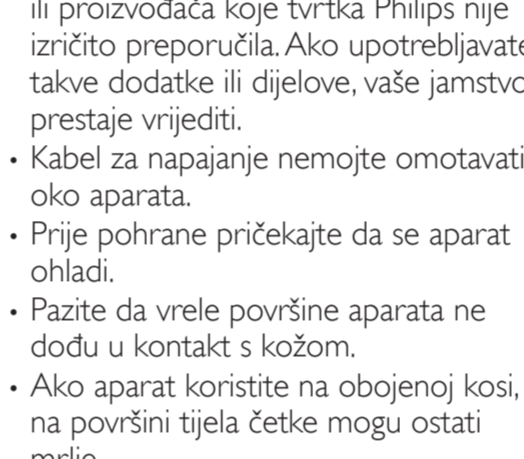 ili proizvođača koje tvrtka Philips nije
izričito preporučila. Ako upotrebljavate
takve dodatke ili dijelove, vaše jamstvo
prestaje vrijediti.
• Kabel za napajanje nemojte omotavati
oko aparata.
• Prije pohrane pričekajte da se aparat
ohladi.
• Pazite da vrele površine aparata ne
dođu u kontakt s kožom.
• Ako aparat koristite na obojenoj kosi,
na površini tijela četke mogu ostati
mrlje